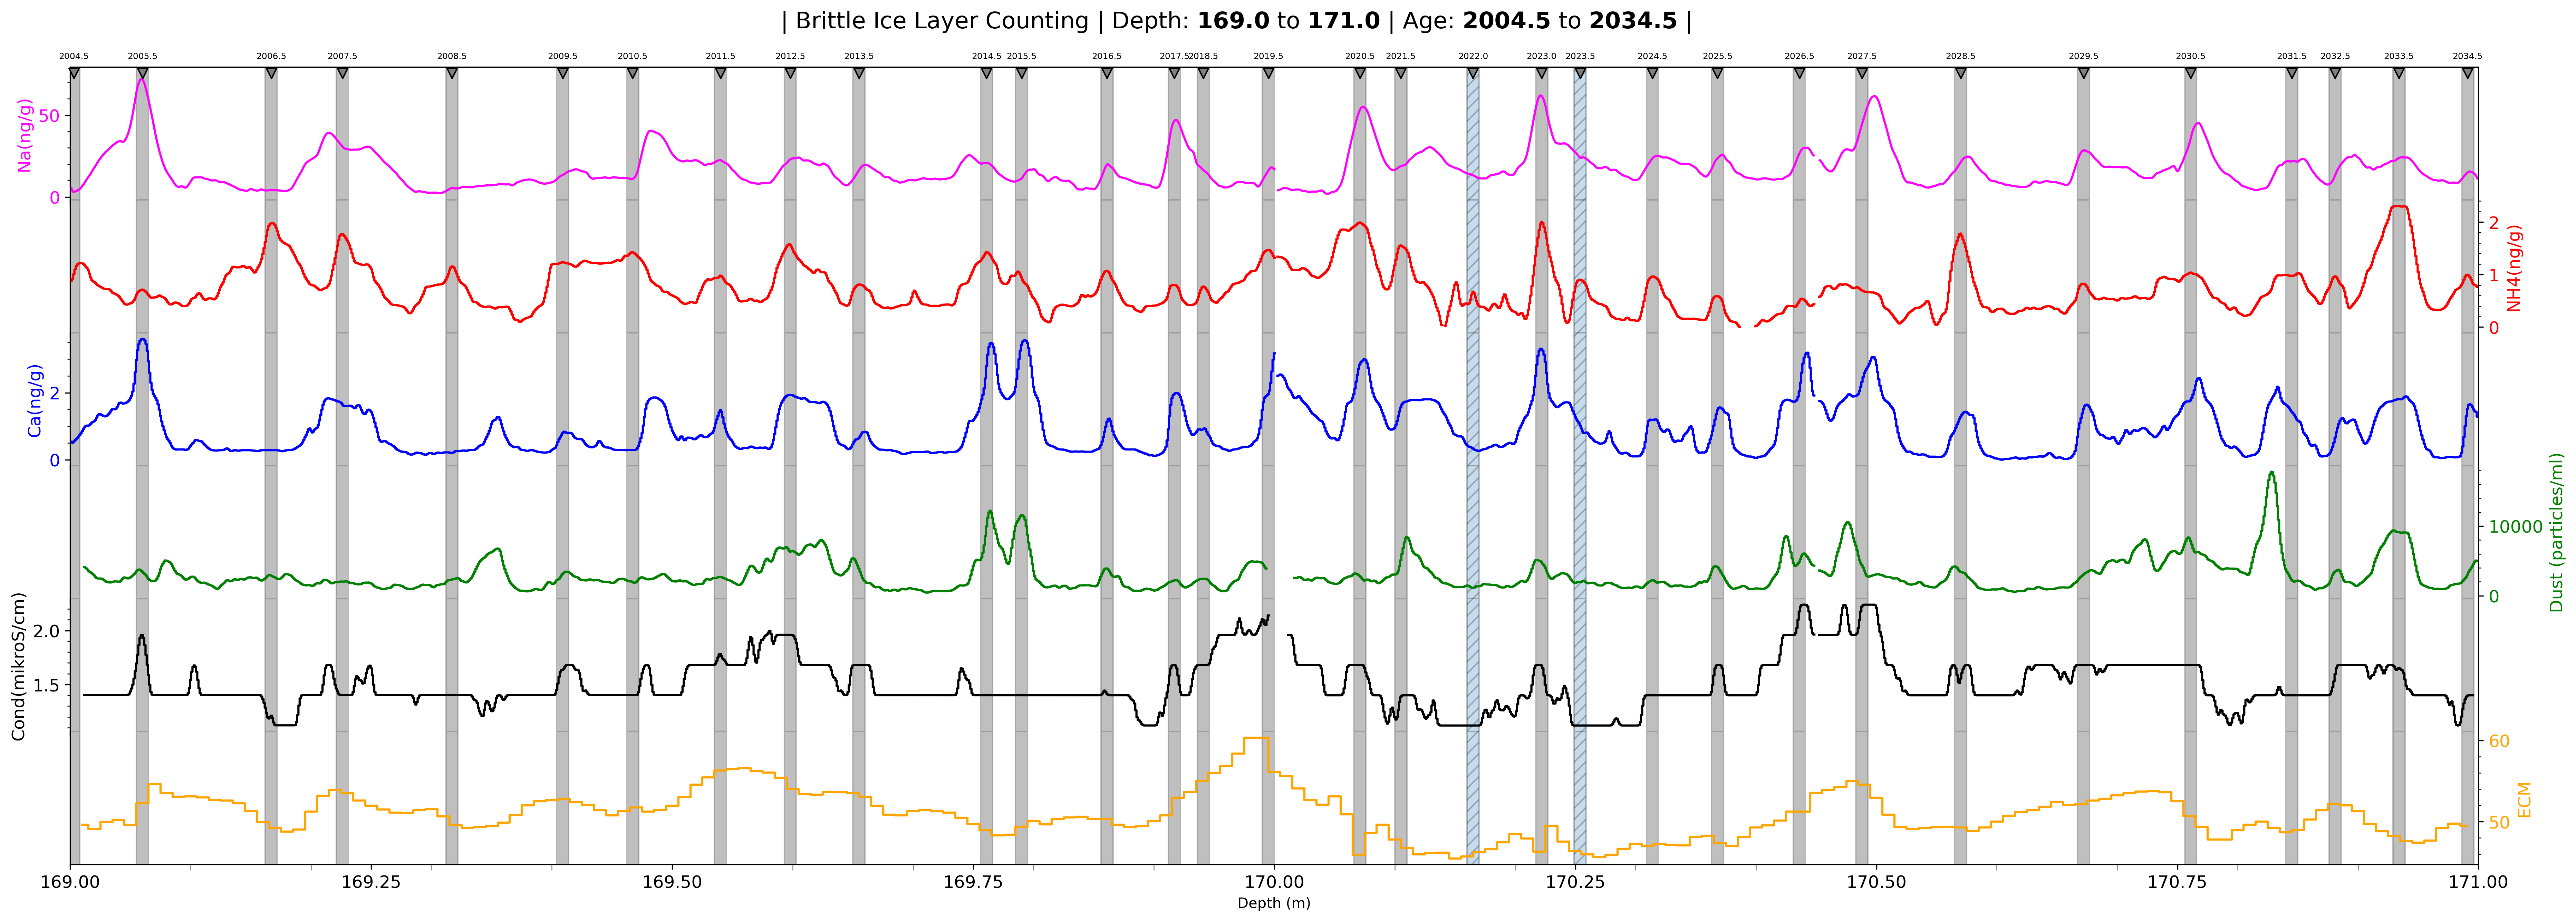 | Brittle Ice Layer Counting | Depth: 169.0 to 171.0 | Age: 2004.5 to 2034.5 |
2004.5 2005.5 2006.5 2007.5 2008.5 2009.5 2010.5 2011.5 2012.5 2013.5 2014.5 2015.5 2016.5 2017.5 2018.5 2019.5 2020.5 2021.5 2022.0 2023.0 2023.5 2024.5 2025.5 2026.5 2027.5 2028.5 2029.5 2030.5 2031.5 2032.5 2033.5 2034.5
Na(ng/g)
50
0
NH4(ng/g)
2
1
0
Ca(ng/g)
2
0
Dust (particles/ml)
10000
0
Cond(mikroS/cm)
2.0
1.5
ECM
60
50
169.00 169.25 169.50 169.75 170.00 170.25 170.50 170.75 171.00
Depth (m)